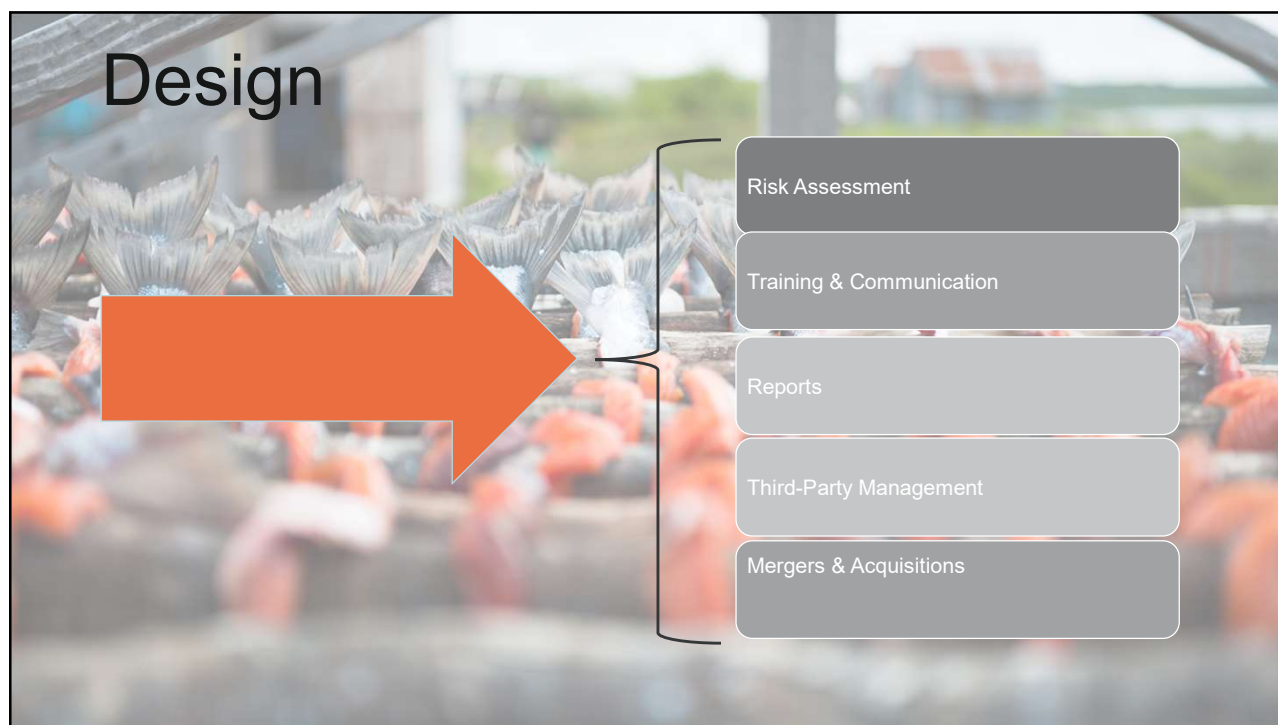 Design
Risk Assessment
Training & Communication
Reports
Third-Party Management
Mergers & Acquisitions